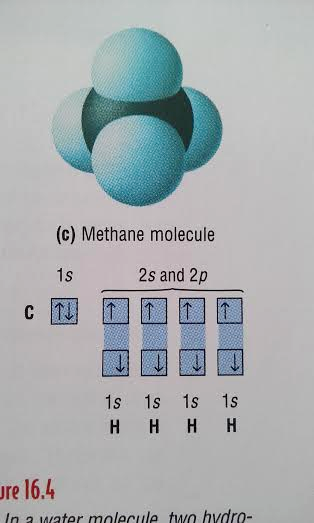 (c) Methane molecule
1s 2s and 2p
C ↑↓ ↑ ↑ ↑ ↑
↓ ↓ ↓ ↓
1s 1s 1s 1s
H H H H
ure 16.4
In a water molecule, two hydro-